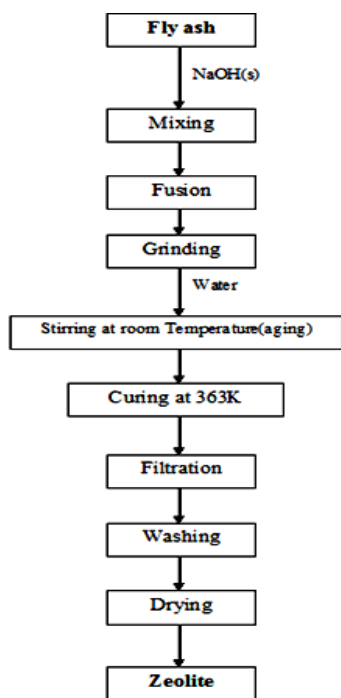 Fly ash
NaOH(s)
Mixing
Fusion
Grinding
Water
Stirring at room Temperature(aging)
Curing at 363K
Filtration
Washing
Drying
Zeolite